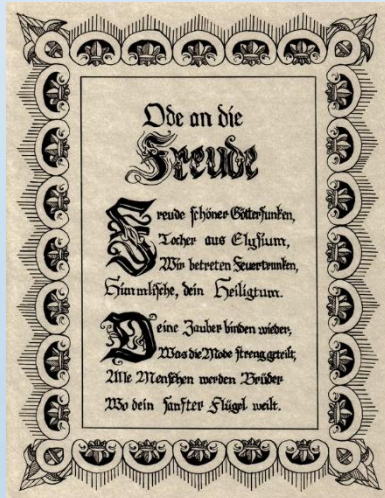 Ode an die
Freude
Freude schöner Götterfunken,
Tocher aus Elysium,
Wir betreten Feuertrunken,
Himmlische, dein Heiligtum.
Deine Zauber binden wieder,
Was die Mode streng geteilt,
Alle Menschen werden Brüder
Wo dein sanfter Flügel weilt.